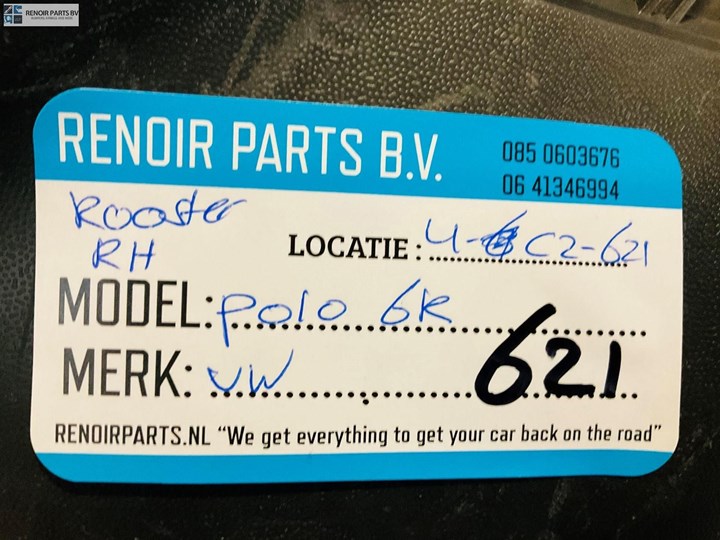 RENOIR PARTS BV
RENOIR PARTS B.V.
085 0603676
06 41346994
Rooster
RH
LOCATIE: 4- C2-621
MODEL: Polo 6R
MERK: VW
621
RENOIRPARTS.NL "We get everything to get your car back on the road"